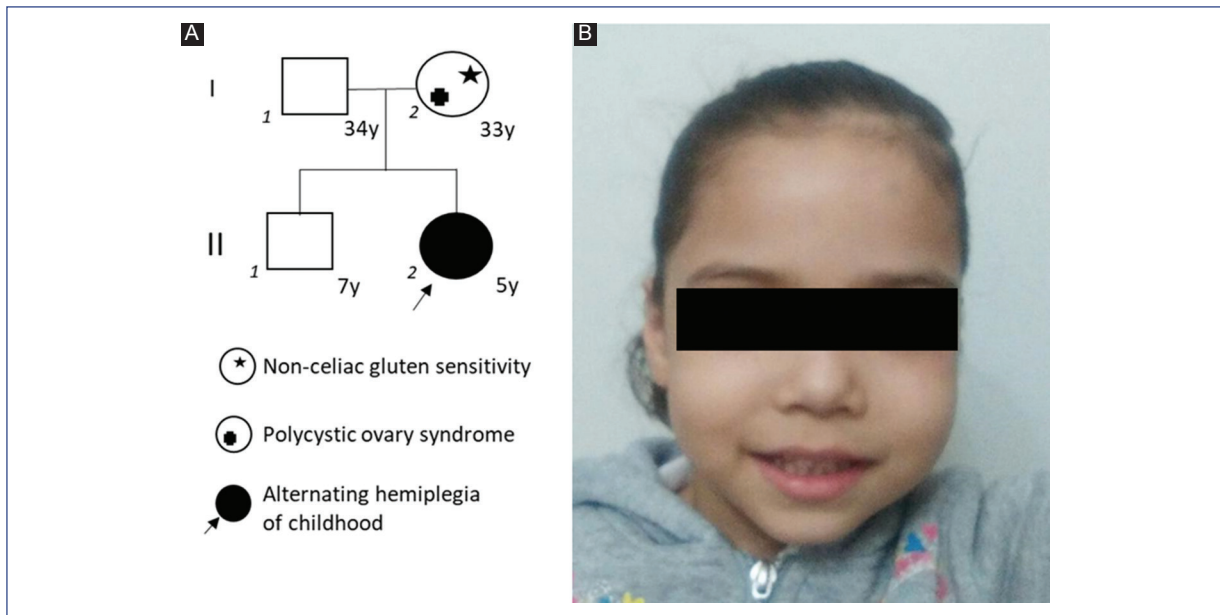 A
B
I
1
34y
2
33y
II
1
7y
2
5y
Non-celiac gluten sensitivity
Polycystic ovary syndrome
Alternating hemiplegia
of childhood